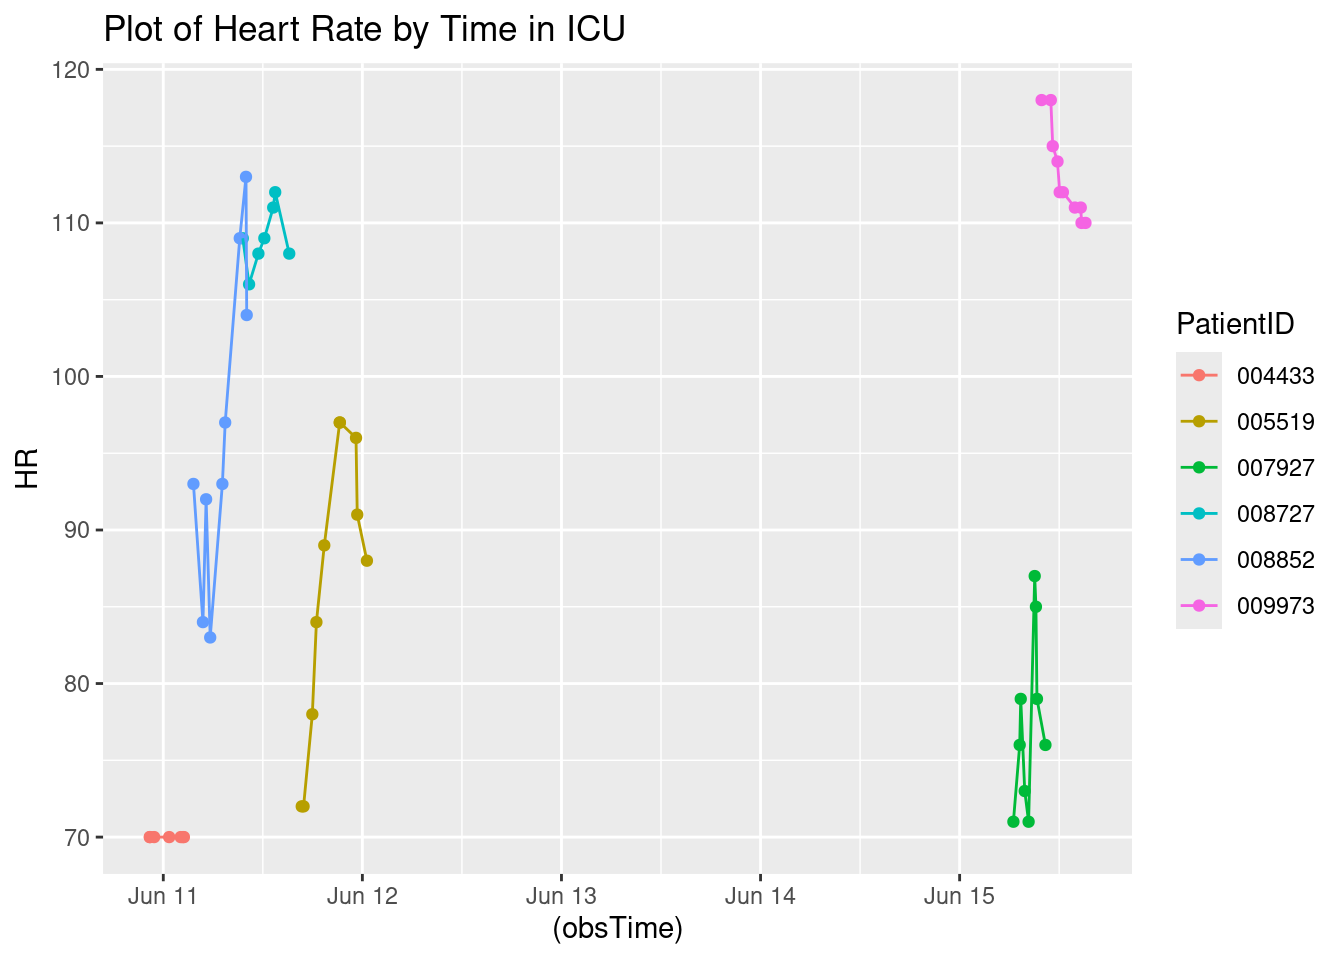 Plot of Heart Rate by Time in ICU
120
110
100
90
80
70
HR
Jun 11
Jun 12
Jun 13
Jun 14
Jun 15
(obsTime)
PatientID
004433
005519
007927
008727
008852
009973